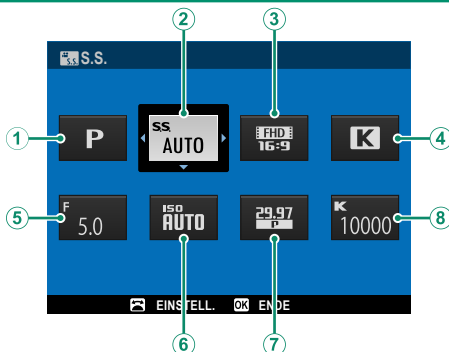 2 3
S.S. S.S.
1 P S.S. AUTO FHD 16:9 K 4
5 F 5.0 ISO AUTO 29.97 P K 10000 8
EINSTELL. OK ENDE
6 7